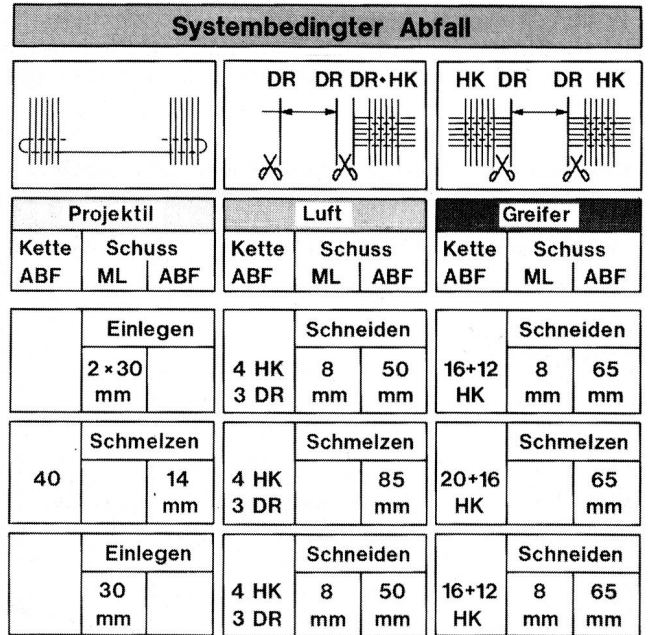 Systembedingter Abfall
DR DR DR+HK
HK DR DR HK
Projektil Luft Greifer
Kette Schuss Kette Schuss Kette Schuss
ABF ML ABF ABF ML ABF ABF ML ABF
Einlegen Schneiden Schneiden
2×30 4 HK 8 50 16+12 8 65
mm 3 DR mm mm HK mm mm
Schmelzen Schmelzen Schmelzen
40 14 4 HK 85 20+16 65
mm 3 DR mm HK mm
Einlegen Schneiden Schneiden
30 4 HK 8 50 16+12 8 65
mm 3 DR mm mm HK mm mm